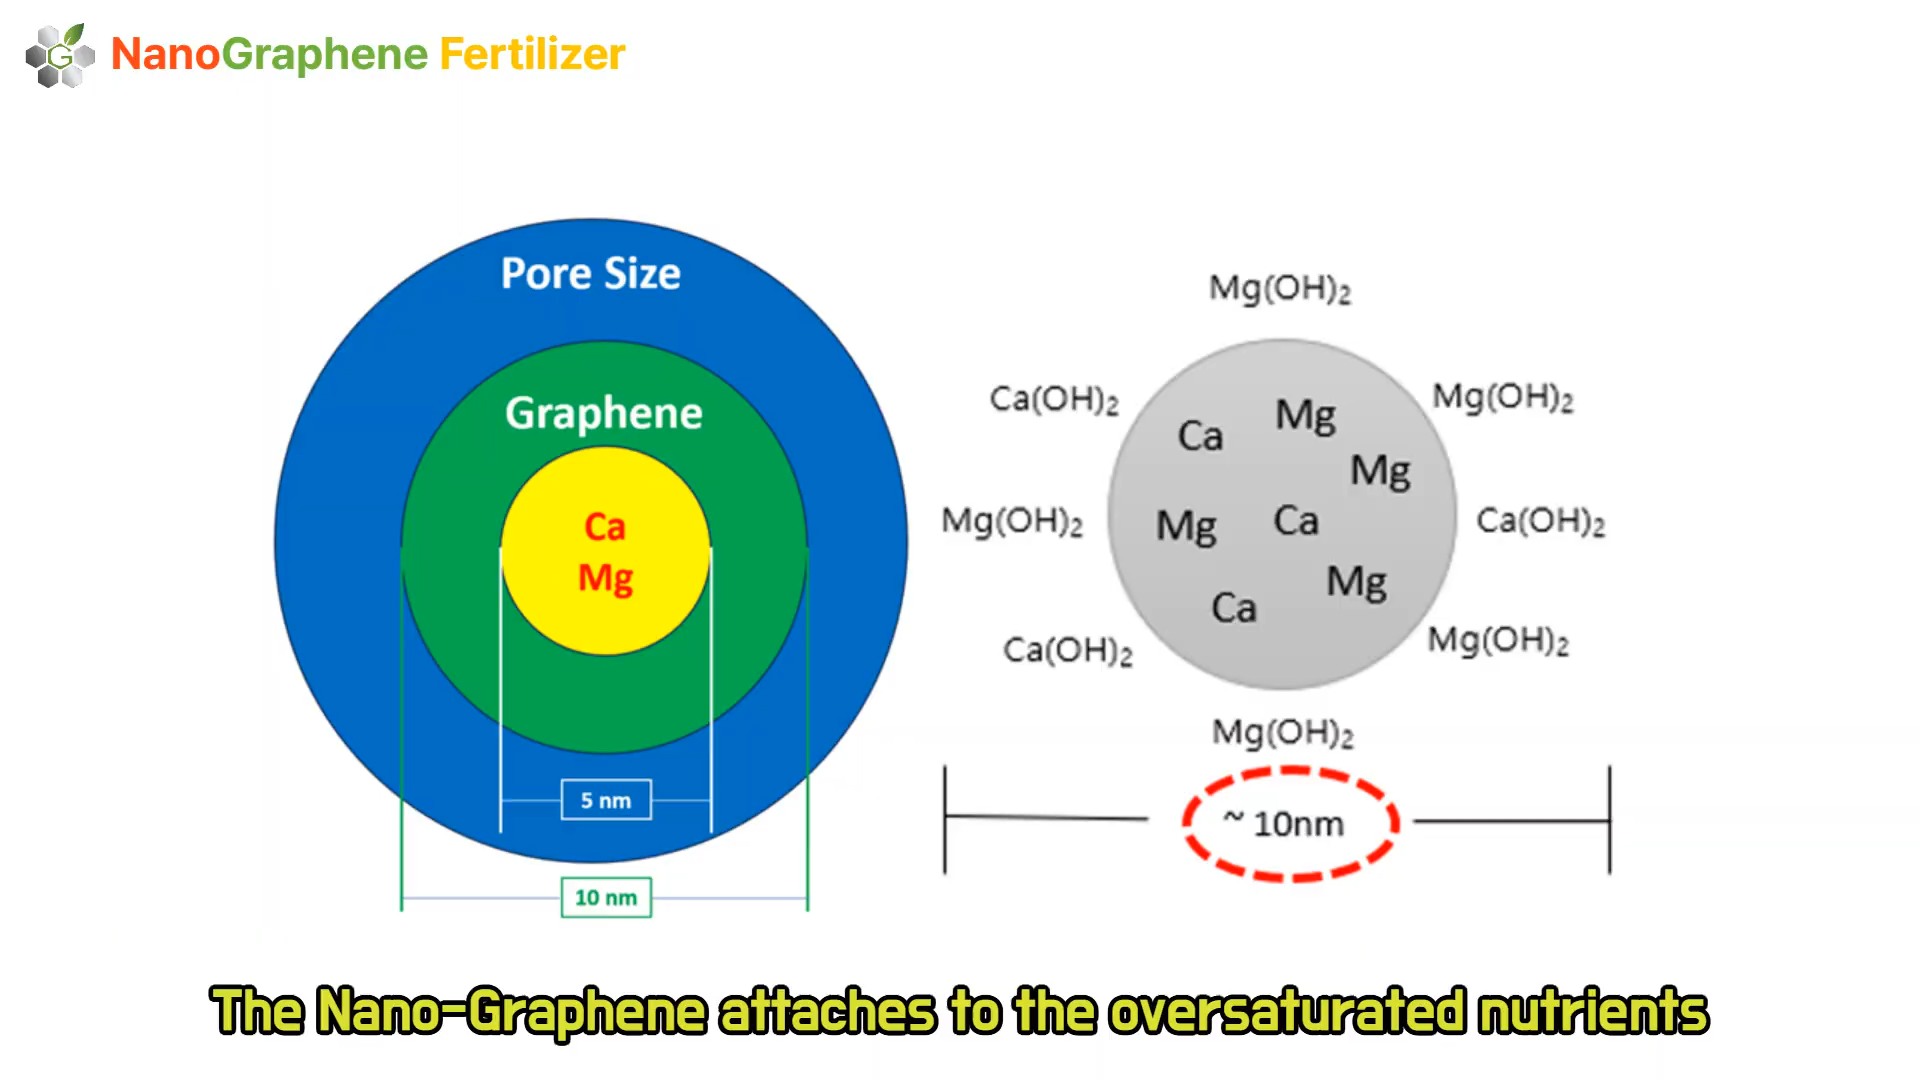 NanoGraphene Fertilizer
Pore Size
Graphene
Ca
Mg
5 nm
10 nm
Mg(OH)₂
Ca(OH)₂
Mg(OH)₂
Ca
Mg
Mg
Mg(OH)₂
Mg
Ca
Ca(OH)₂
Mg
Ca
Ca(OH)₂
Mg(OH)₂
Mg(OH)₂
~ 10nm
The Nano-Graphene attaches to the oversaturated nutrients